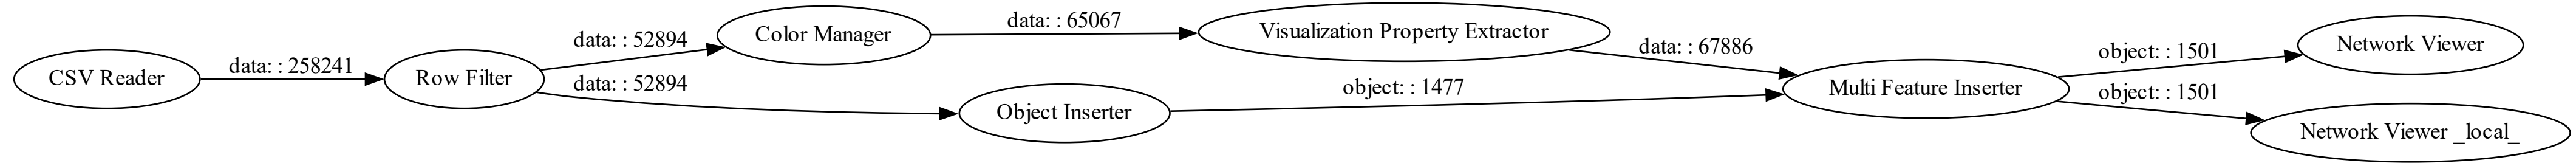 CSV Reader
data: : 258241
Row Filter
data: : 52894
data: : 52894
Color Manager
data: : 65067
Object Inserter
Visualization Property Extractor
object: : 1477
data: : 67886
Multi Feature Inserter
object: : 1501
object: : 1501
Network Viewer
Network Viewer _local_